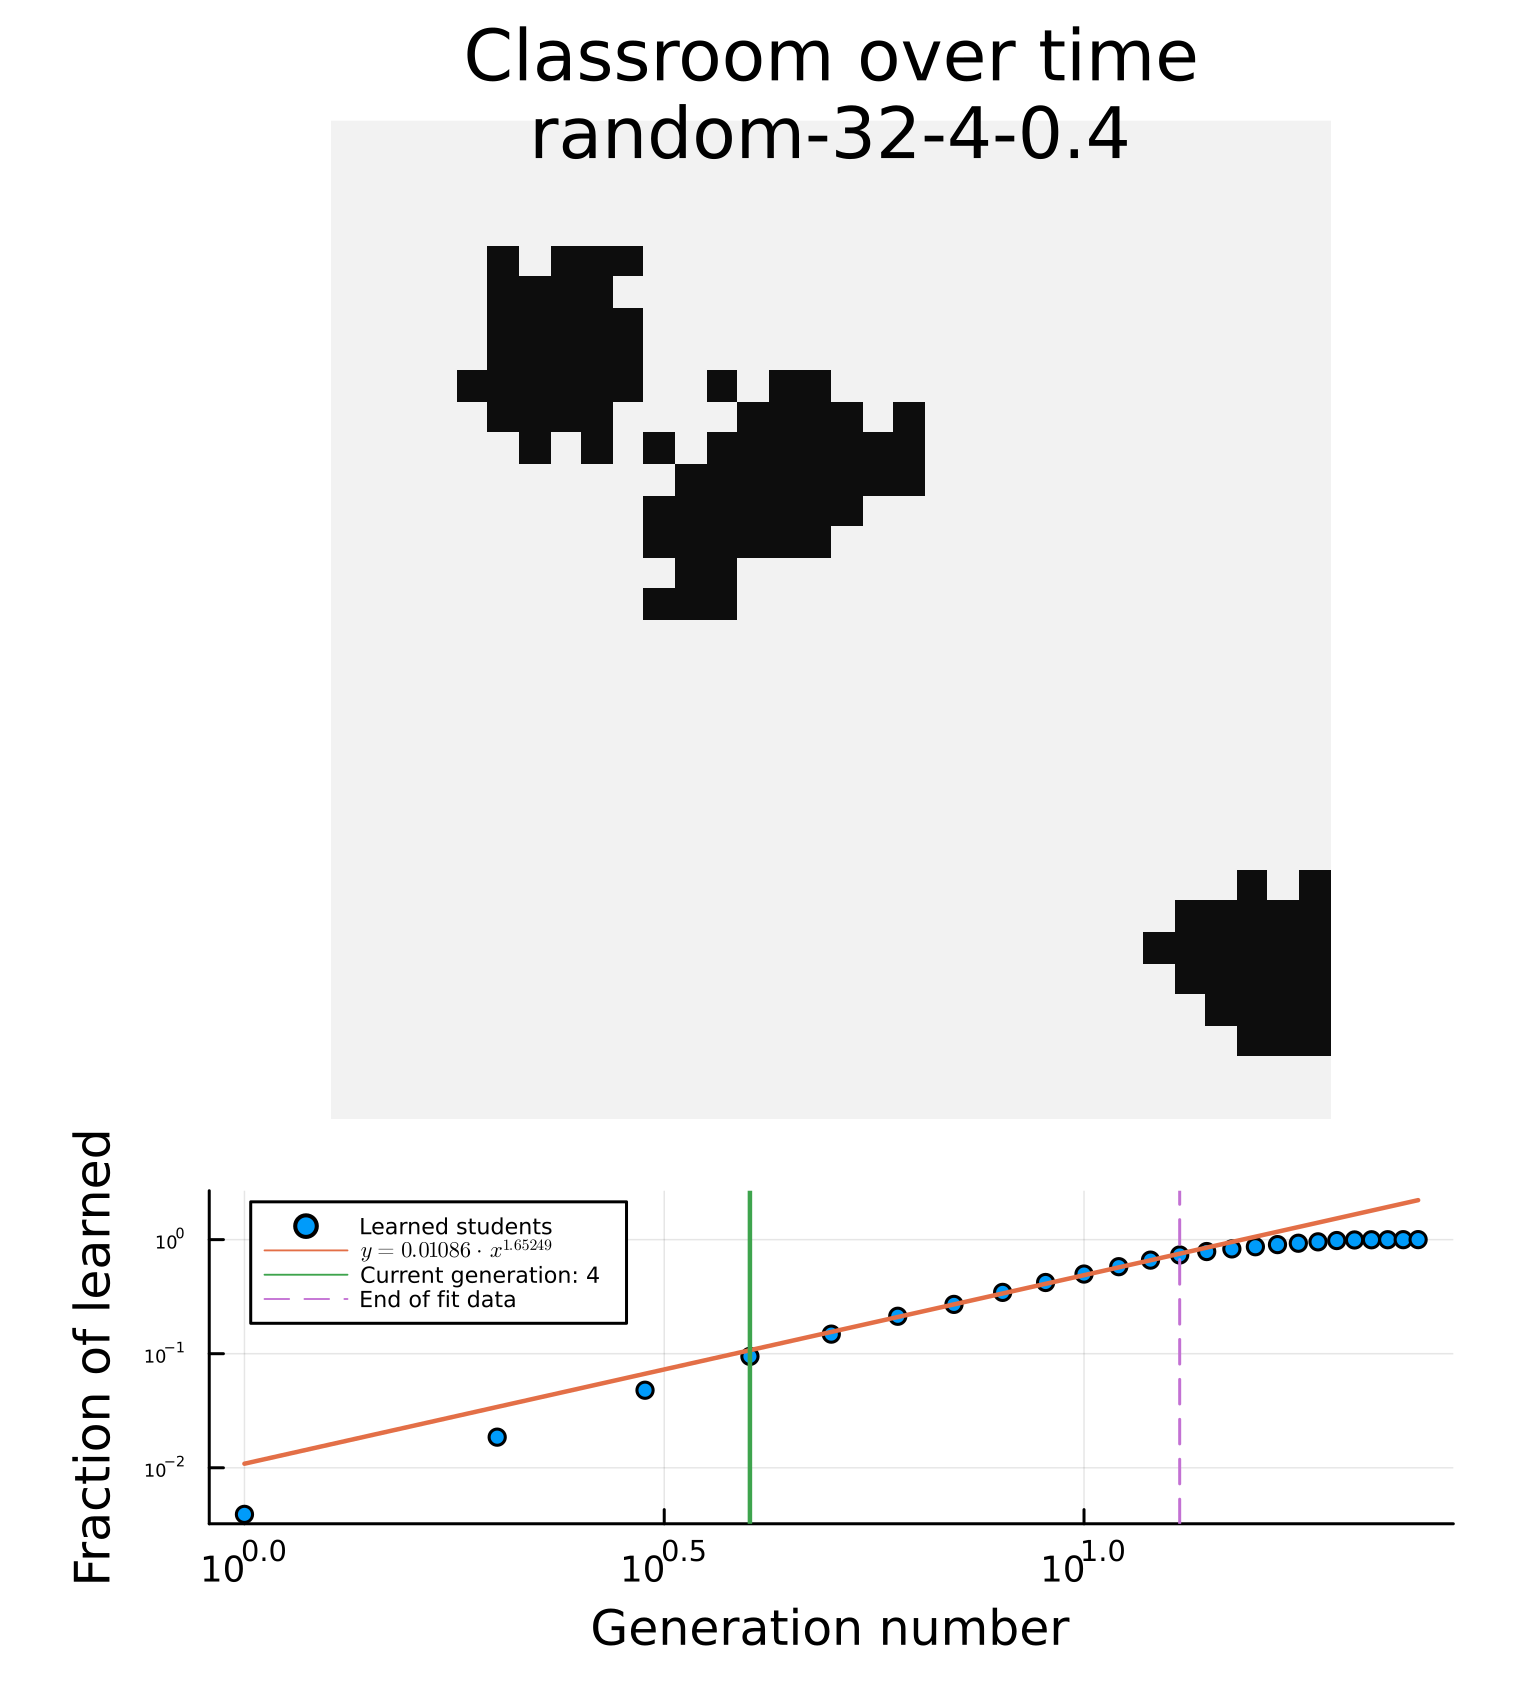 Classroom over time
random-32-4-0.4
Fraction of learned
10^0
10^-1
10^-2
Learned students
y = 0.01086 · x^1.65249
Current generation: 4
End of fit data
10^0.0
10^0.5
10^1.0
Generation number